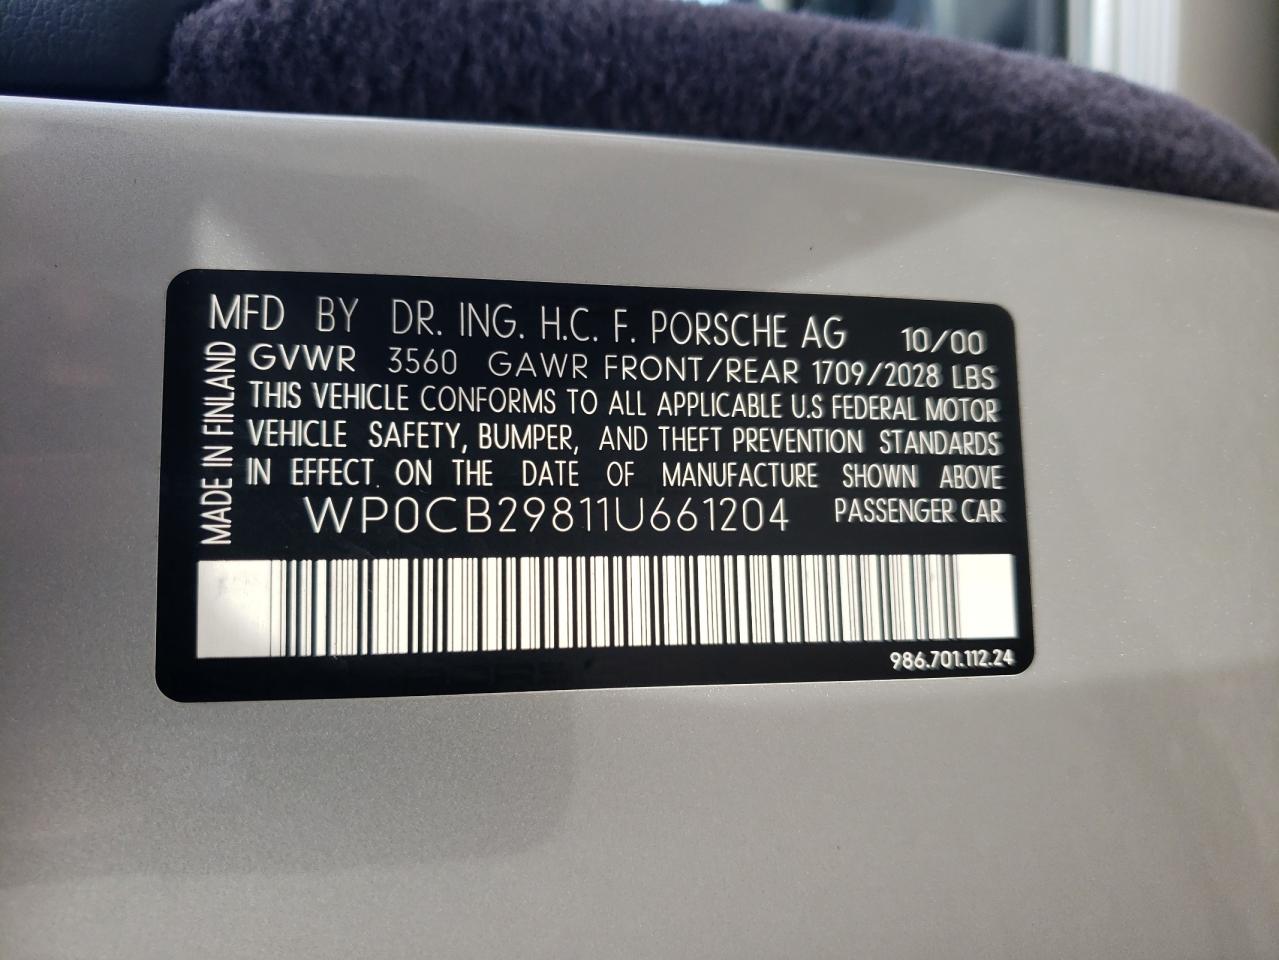 MFD BY DR. ING. H.C. F. PORSCHE AG 10/00
GVWR 3560 GAWR FRONT/REAR 1709/2028 LBS
THIS VEHICLE CONFORMS TO ALL APPLICABLE U.S FEDERAL MOTOR
VEHICLE SAFETY, BUMPER, AND THEFT PREVENTION STANDARDS
IN EFFECT ON THE DATE OF MANUFACTURE SHOWN ABOVE
WP0CB29811U661204 PASSENGER CAR
MADE IN FINLAND
986.701.112.24